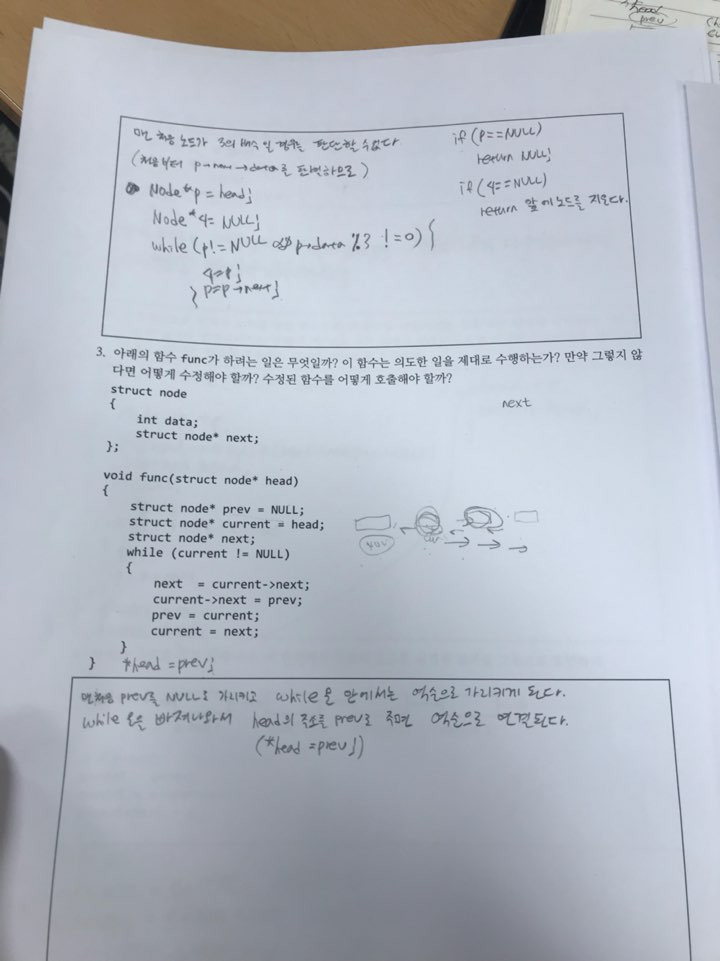 head
prev
맨 처음 노드가 3의 배수일 경우는 판단할 수 없다.
(처음부터 p→next→data를 판별하므로)
Node*p = head;
Node*q = NULL;
while (p!=NULL && p→data %3 !=0) {
q=p;
} p=p→next;
if (p==NULL)
return NULL;
if (q==NULL)
return 앞에 노드를 지운다.
3. 아래의 함수 func가 하려는 일은 무엇일까? 이 함수는 의도한 일을 제대로 수행하는가? 만약 그렇지 않
다면 어떻게 수정해야 할까? 수정된 함수를 어떻게 호출해야 할까?
struct node
{
int data;
struct node* next;
};
next
void func(struct node* head)
{
struct node* prev = NULL;
struct node* current = head;
struct node* next;
while (current != NULL)
{
next = current->next;
current->next = prev;
prev = current;
current = next;
}
} *head =prev;
맨처음 prev를 NULL로 가리키고 while문 안에서는 역순으로 가리키게 된다.
while문을 빠져나와서 head의 주소를 prev로 주면 역순으로 연결된다.
(*head =prev;)